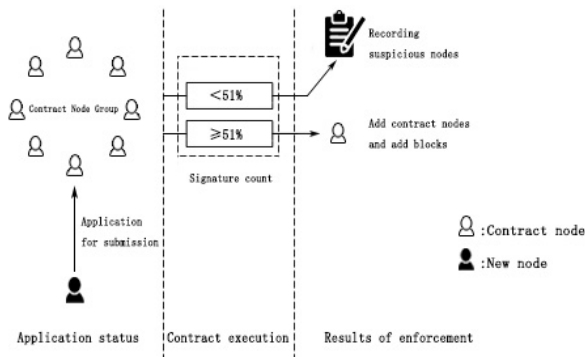 Recording
suspicious nodes
Contract Node Group
<51%
≥51%
Add contract nodes
and add blocks
Signature count
Application
for submission
:Contract node
:New node
Application status
Contract execution
Results of enforcement